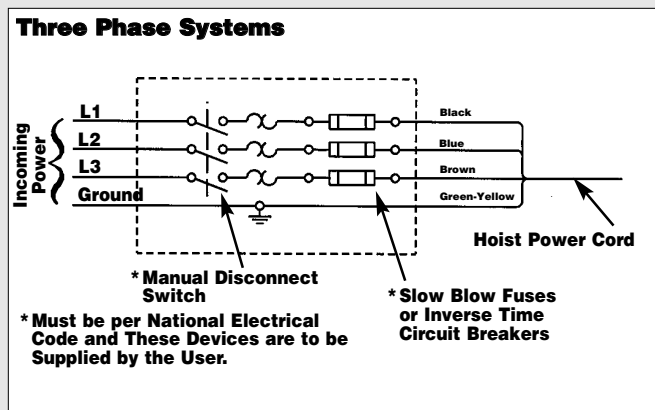 Three Phase Systems
Incoming
Power
L1
L2
L3
Ground
Black
Blue
Brown
Green-Yellow
Hoist Power Cord
*Manual Disconnect
Switch
*Slow Blow Fuses
or Inverse Time
Circuit Breakers
*Must be per National Electrical
Code and These Devices are to be
Supplied by the User.